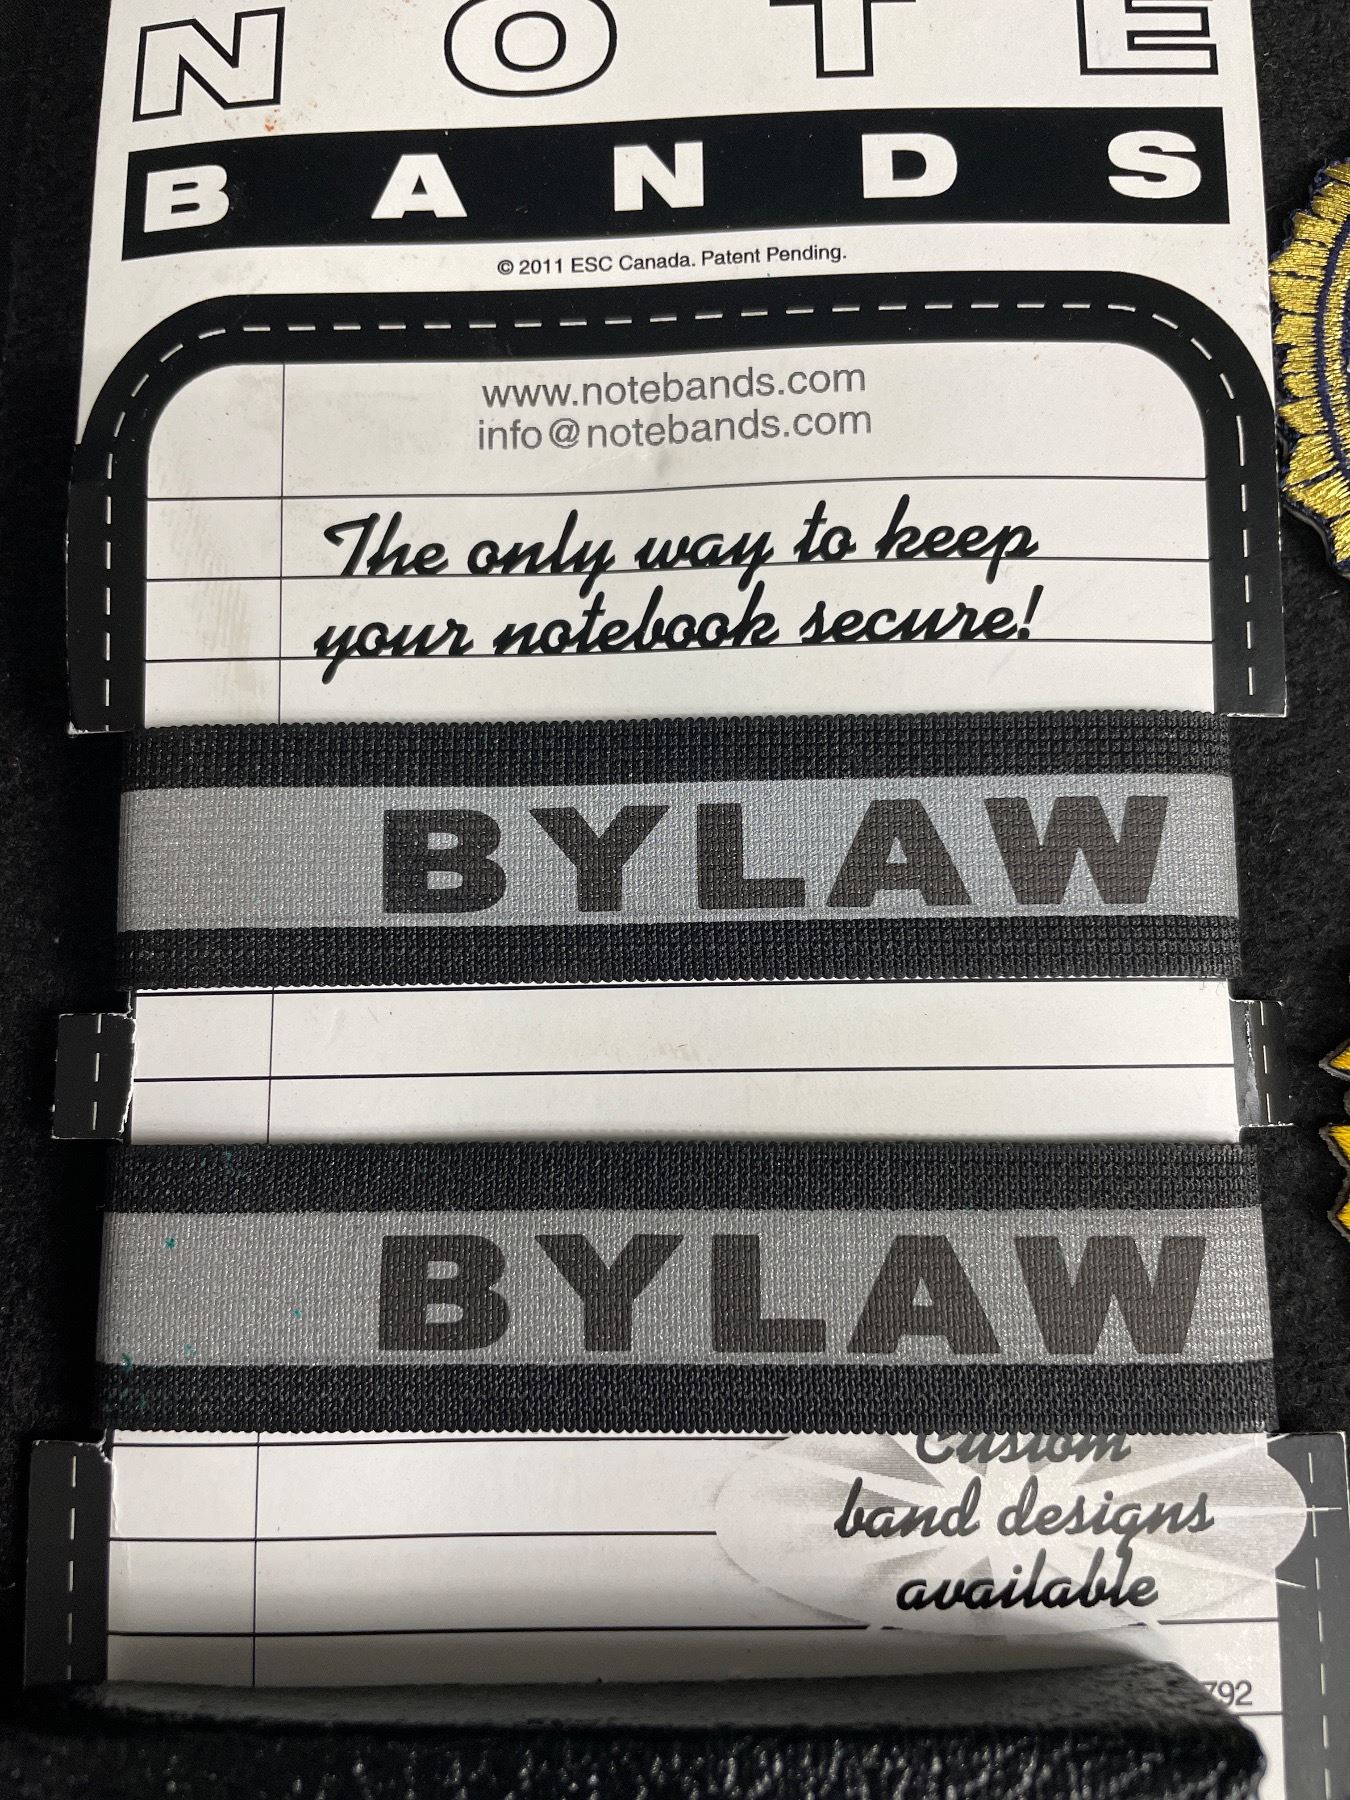 NOTE
BANDS
© 2011 ESC Canada. Patent Pending.
www.notebands.com
info@notebands.com
The only way to keep
your notebook secure!
BYLAW
BYLAW
Custom
band designs
available
792